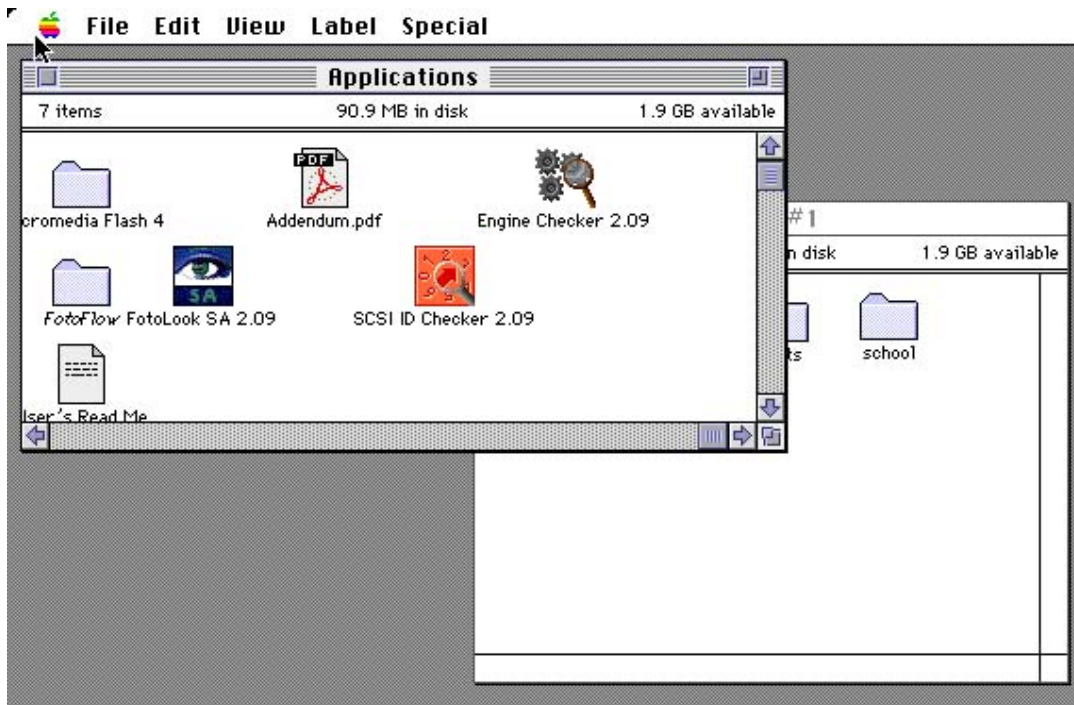 File Edit View Label Special
Applications
7 items 90.9 MB in disk 1.9 GB available
PDF
cromedia Flash 4 Addendum.pdf Engine Checker 2.09
SA
FotoFlow FotoLook SA 2.09 SCSI ID Checker 2.09
User's Read Me
#1
n disk 1.9 GB available
ts school